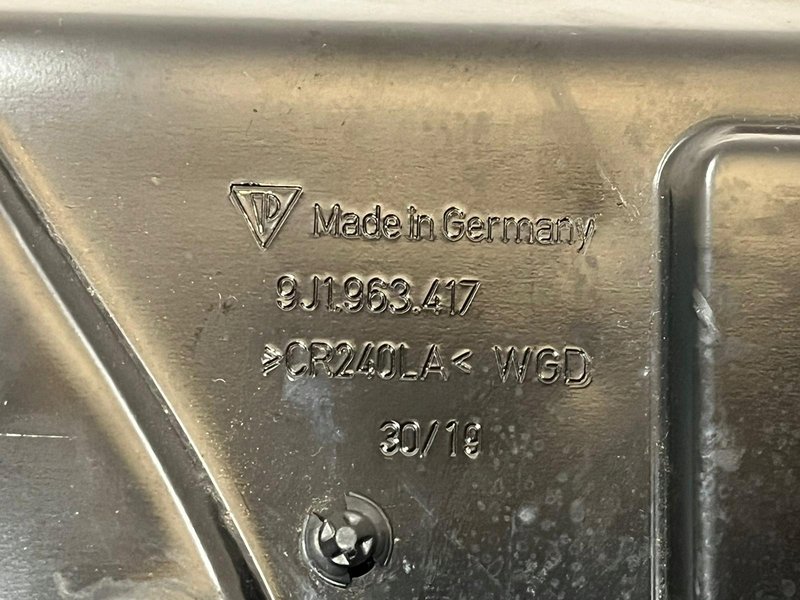 Made in Germany
9J1.963.417
>CR240LA< WGD
30/19